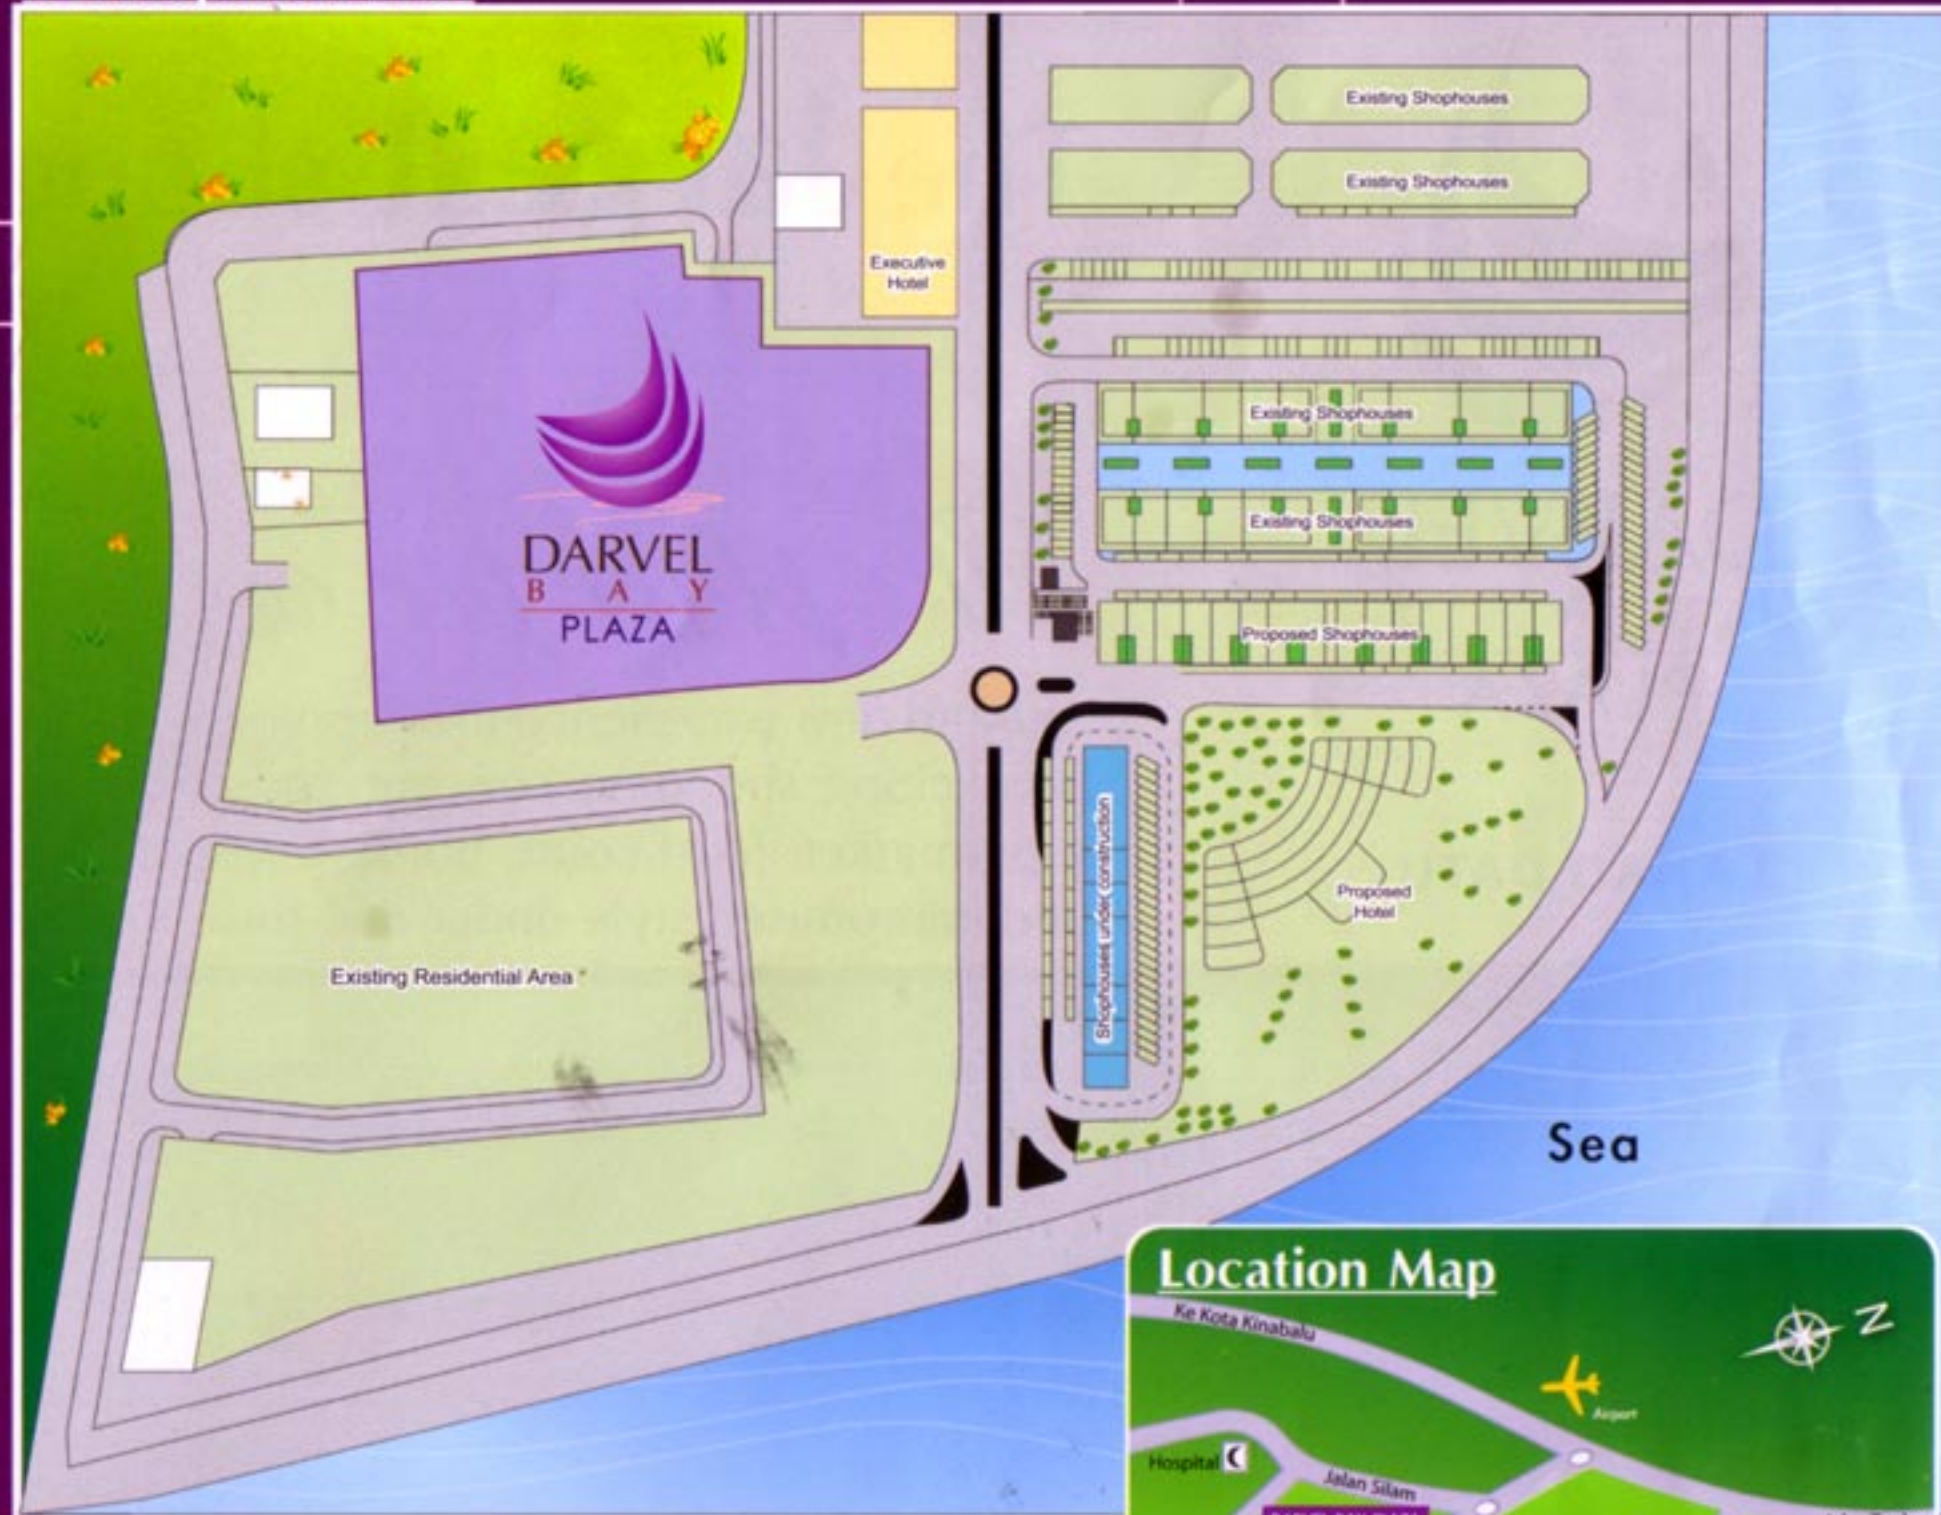 Existing Shophouses
Existing Shophouses
Executive
Hotel
Existing Shophouses
Existing Shophouses
DARVEL
BAY
PLAZA
Proposed Shophouses
Shophouses under construction
Proposed
Hotel
Existing Residential Area
Sea
Location Map
Ke Kota Kinabalu
N
Airport
Hospital
Jalan Silam